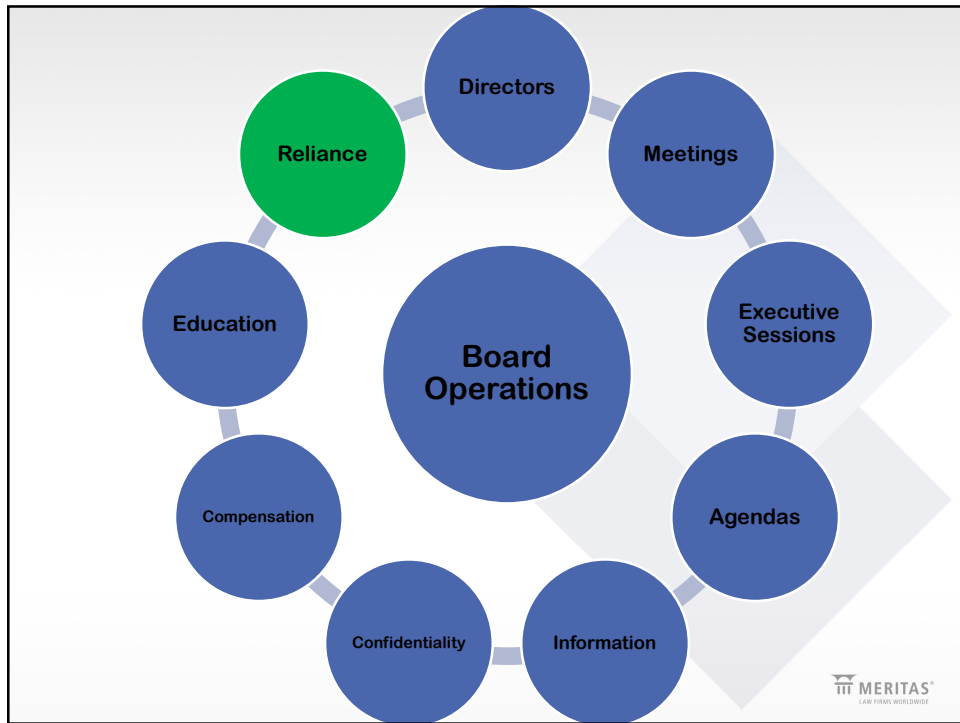 Directors
Meetings
Executive
Sessions
Agendas
Information
Confidentiality
Compensation
Education
Reliance
Board
Operations
MERITAS®
LAW FIRMS WORLDWIDE